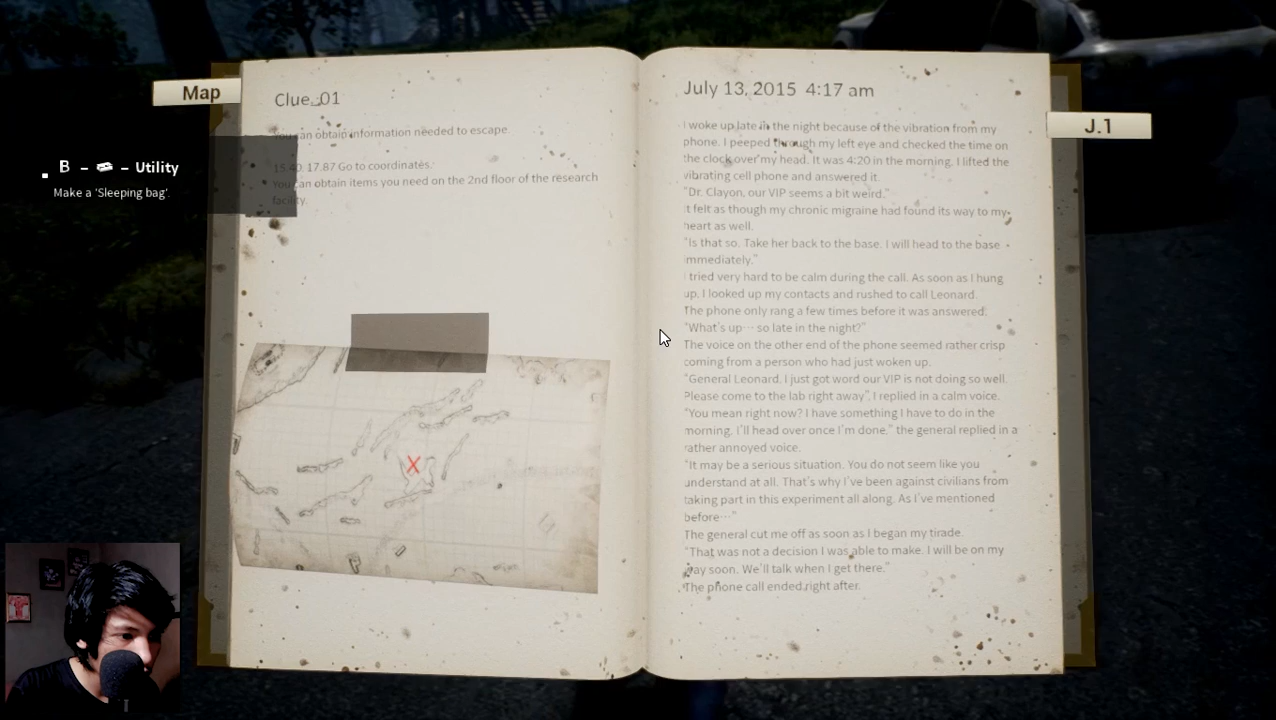 Map
B – – Utility
Make a 'Sleeping bag'.
Clue_01
You can obtain information needed to escape.
15.40. 17.87 Go to coordinates.
You can obtain items you need on the 2nd floor of the research
facility.
July 13, 2015 4:17 am
J.1
I woke up late in the night because of the vibration from my
phone. I peeped through my left eye and checked the time on
the clock over my head. It was 4:20 in the morning. I lifted the
vibrating cell phone and answered it.
"Dr. Clayon, our VIP seems a bit weird."
It felt as though my chronic migraine had found its way to my
heart as well.
"Is that so. Take her back to the base. I will head to the base
immediately."
I tried very hard to be calm during the call. As soon as I hung
up, I looked up my contacts and rushed to call Leonard.
The phone only rang a few times before it was answered.
"What's up… so late in the night?"
The voice on the other end of the phone seemed rather crisp
coming from a person who had just woken up.
"General Leonard, I just got word our VIP is not doing so well.
Please come to the lab right away", I replied in a calm voice.
"You mean right now? I have something I have to do in the
morning. I'll head over once I'm done." the general replied in a
rather annoyed voice.
"It may be a serious situation. You do not seem like you
understand at all. That's why I've been against civilians from
taking part in this experiment all along. As I've mentioned
before…"
The general cut me off as soon as I began my tirade.
"That was not a decision I was able to make. I will be on my
way soon. We'll talk when I get there."
The phone call ended right after.